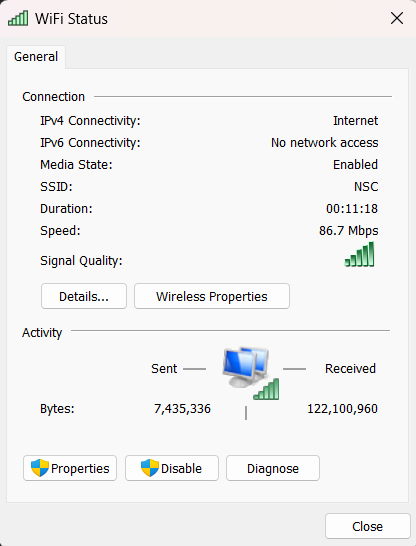 WiFi Status
General
Connection
IPv4 Connectivity: Internet
IPv6 Connectivity: No network access
Media State: Enabled
SSID: NSC
Duration: 00:11:18
Speed: 86.7 Mbps
Signal Quality:
Details... Wireless Properties
Activity
Sent Received
Bytes: 7,435,336 122,100,960
Properties Disable Diagnose
Close